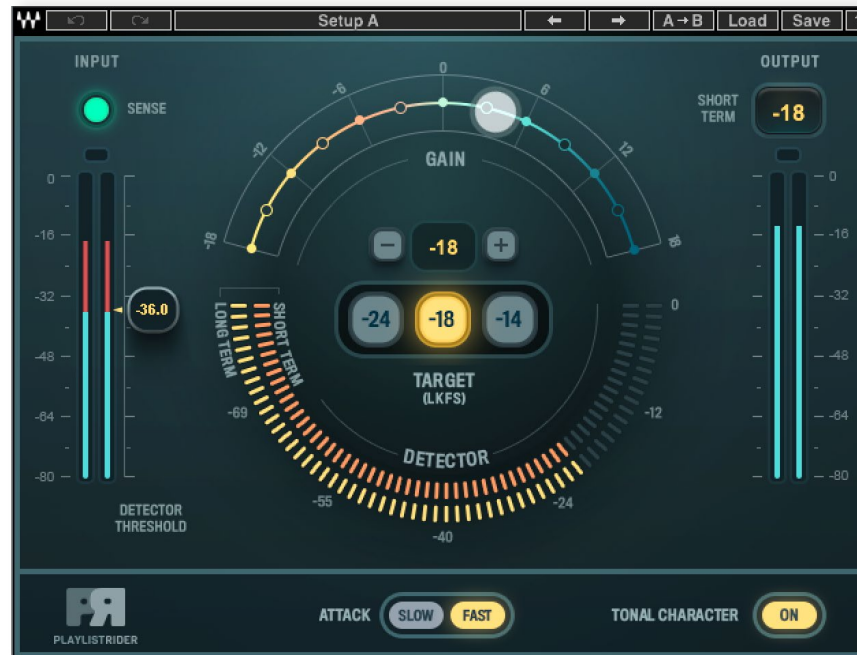 Setup A
A→B Load Save
INPUT
OUTPUT
SENSE
SHORT
TERM
-18
0
-6
6
-12
12
-18
18
GAIN
0
-16
-32
-48
-64
-80
0
-16
-32
-48
-64
-80
-36.0
-18
-24
-18
-14
TARGET
(LKFS)
LONG TERM
SHORT TERM
0
-69
-12
DETECTOR
-55
-24
-40
DETECTOR
THRESHOLD
PR
PLAYLISTRIDER
ATTACK SLOW FAST
TONAL CHARACTER ON